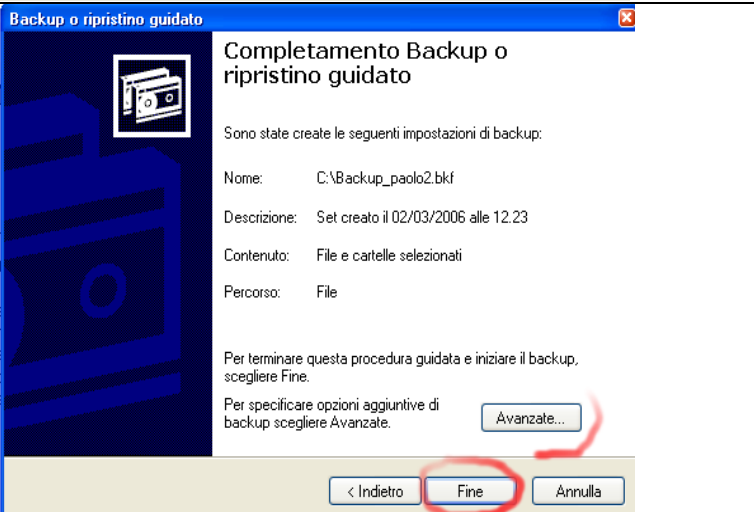 Backup o ripristino guidato
Completamento Backup o
ripristino guidato
Sono state create le seguenti impostazioni di backup:
Nome: C:\Backup_paolo2.bkf
Descrizione: Set creato il 02/03/2006 alle 12.23
Contenuto: File e cartelle selezionati
Percorso: File
Per terminare questa procedura guidata e iniziare il backup,
scegliere Fine.
Per specificare opzioni aggiuntive di
backup scegliere Avanzate.
Avanzate...
< Indietro Fine Annulla